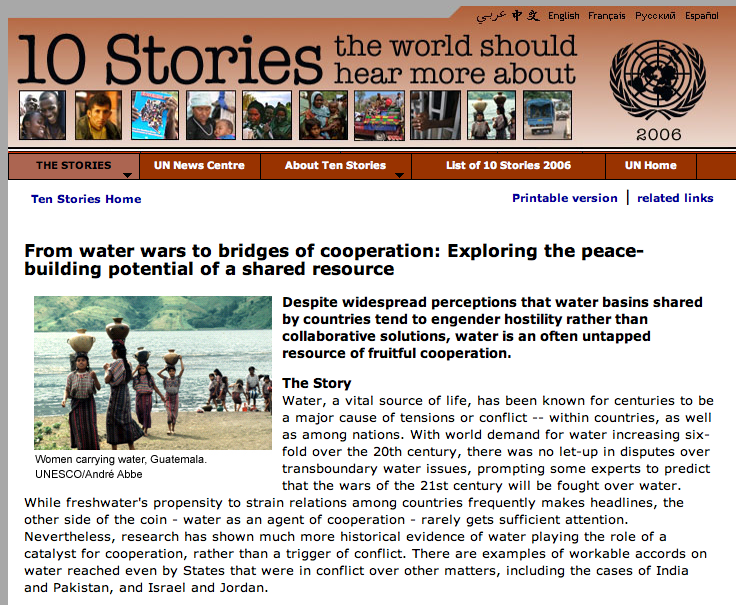 عربي 中文 English Français Русский Español
10 Stories the world should
hear more about
2006
THE STORIES UN News Centre About Ten Stories List of 10 Stories 2006 UN Home
Ten Stories Home Printable version | related links
From water wars to bridges of cooperation: Exploring the peace-
building potential of a shared resource
Despite widespread perceptions that water basins shared
by countries tend to engender hostility rather than
collaborative solutions, water is an often untapped
resource of fruitful cooperation.
Women carrying water, Guatemala.
UNESCO/André Abbe
The Story
Water, a vital source of life, has been known for centuries to be
a major cause of tensions or conflict -- within countries, as well
as among nations. With world demand for water increasing six-
fold over the 20th century, there was no let-up in disputes over
transboundary water issues, prompting some experts to predict
that the wars of the 21st century will be fought over water.
While freshwater's propensity to strain relations among countries frequently makes headlines, the
other side of the coin - water as an agent of cooperation - rarely gets sufficient attention.
Nevertheless, research has shown much more historical evidence of water playing the role of a
catalyst for cooperation, rather than a trigger of conflict. There are examples of workable accords on
water reached even by States that were in conflict over other matters, including the cases of India
and Pakistan, and Israel and Jordan.